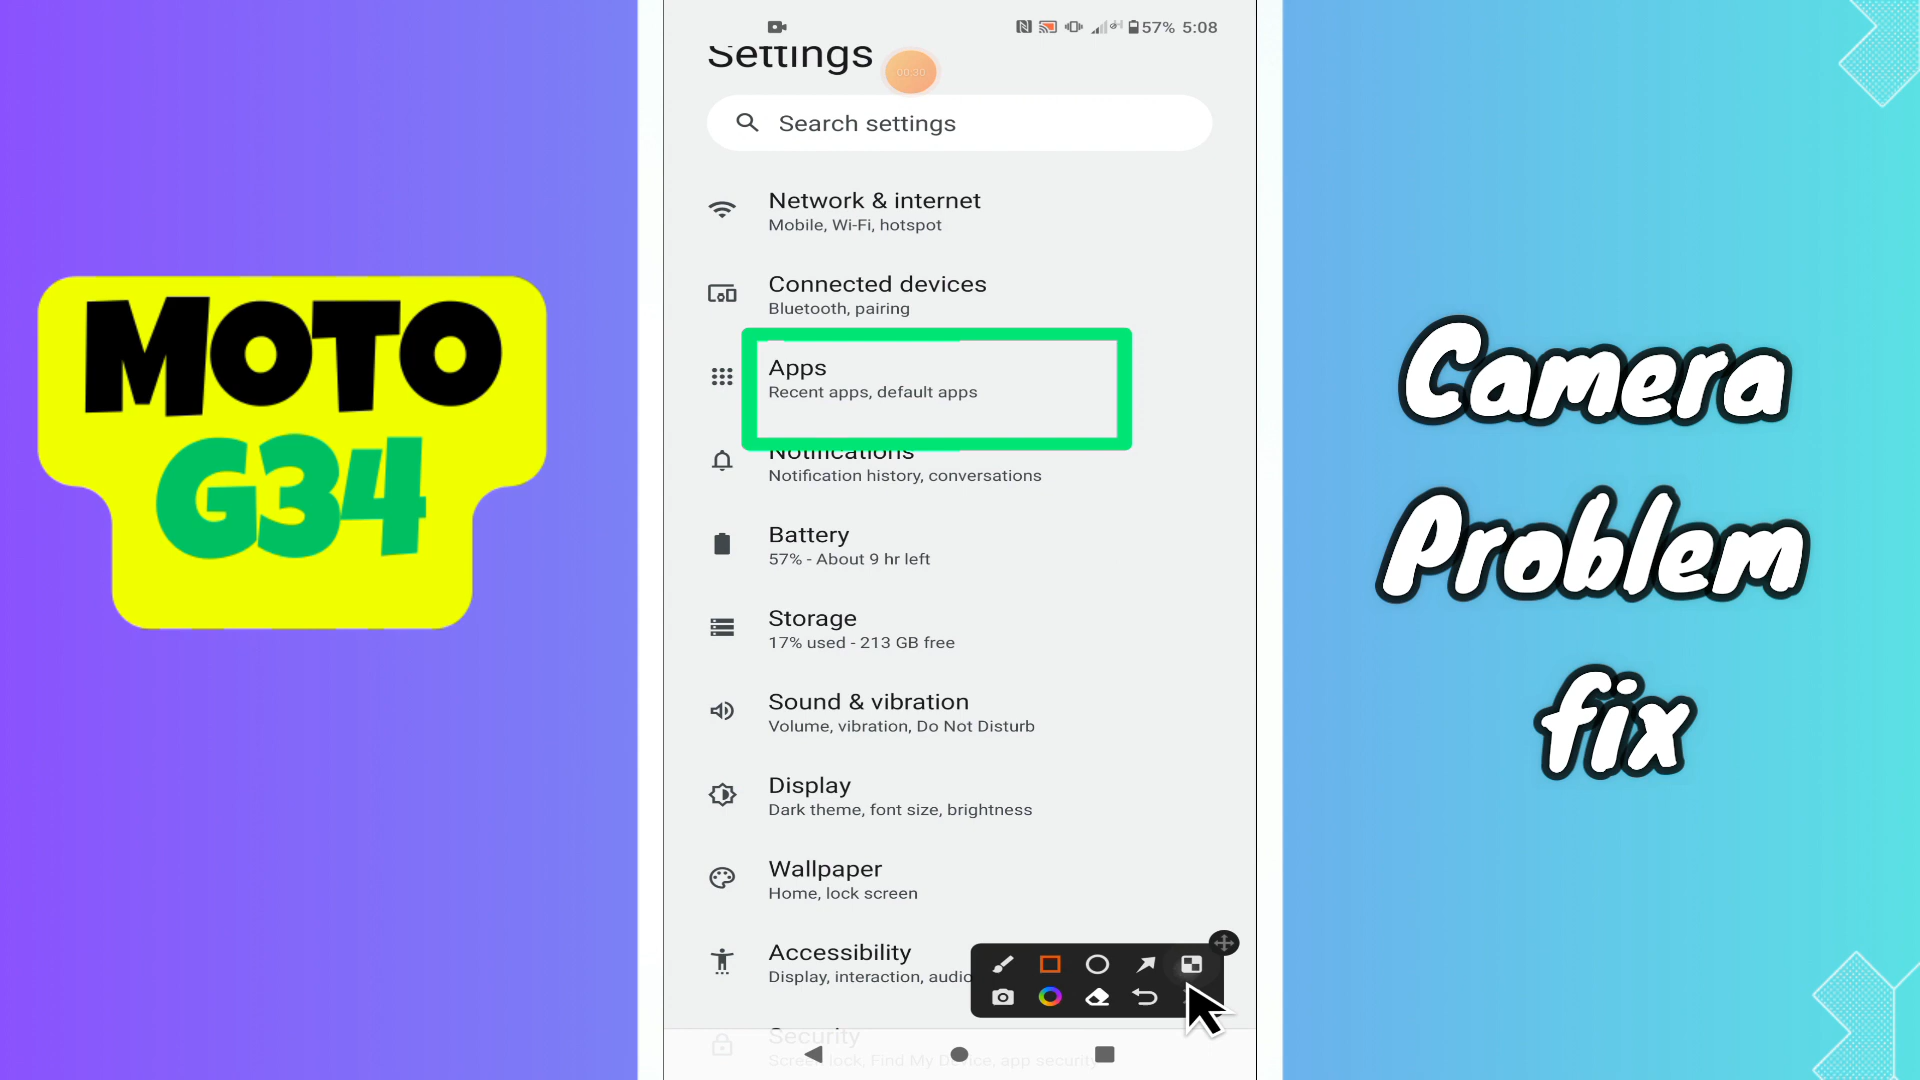 57% 5:08
Settings
00:30
Search settings
Network & internet
Mobile, Wi-Fi, hotspot
Connected devices
Bluetooth, pairing
Apps
Recent apps, default apps
Notifications
Notification history, conversations
Battery
57% - About 9 hr left
Storage
17% used - 213 GB free
Sound & vibration
Volume, vibration, Do Not Disturb
Display
Dark theme, font size, brightness
Wallpaper
Home, lock screen
Accessibility
Display, interaction, audio
Security
Screen lock, Find My Device, app security
MOTO
G34
Camera
Problem
fix